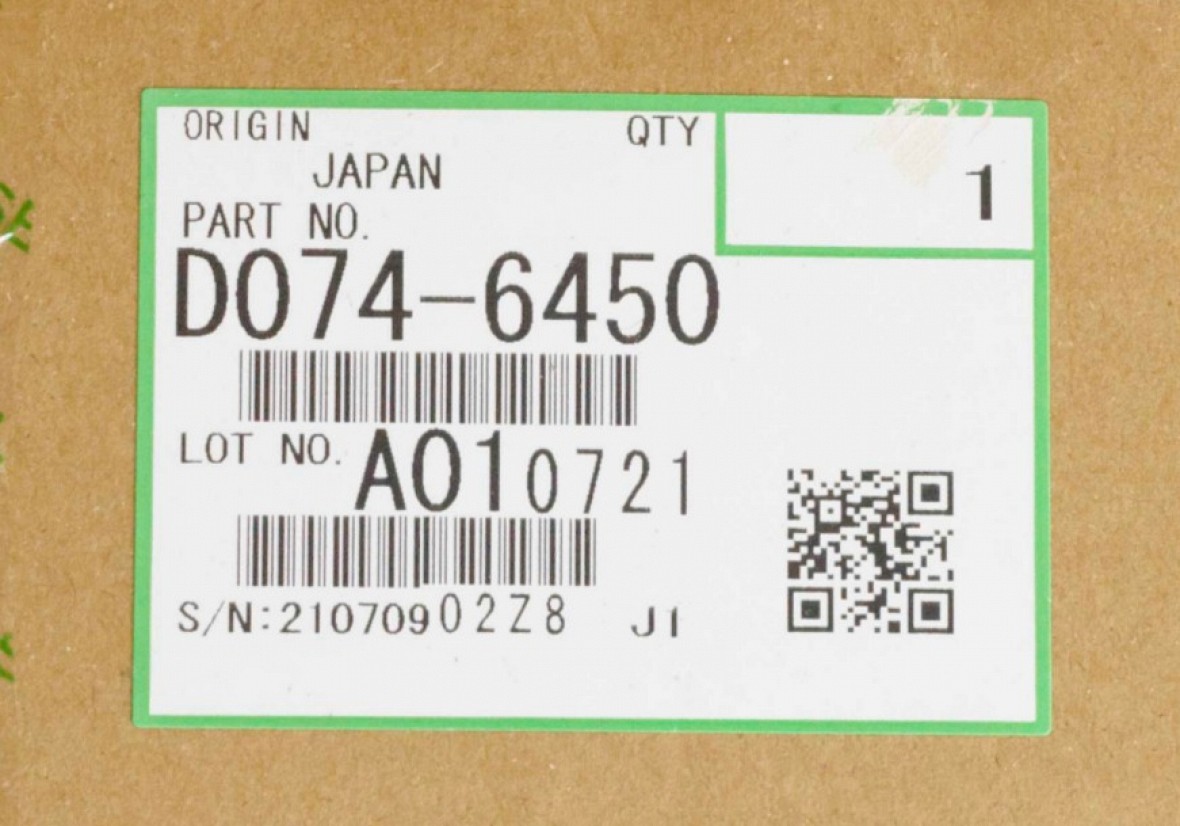 ORIGIN QTY
JAPAN 1
PART NO.
D074-6450
LOT NO. A010721
S/N:21070902Z8 J1